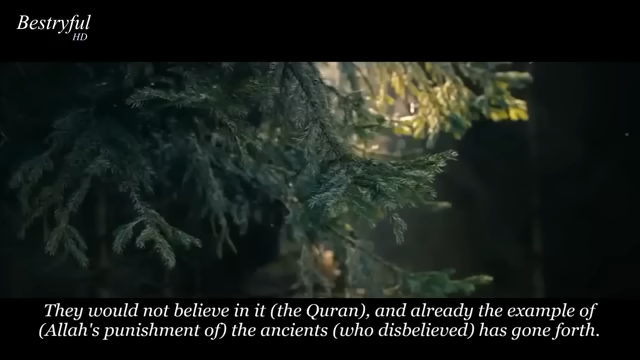 Bestryful
HD
They would not believe in it (the Quran), and already the example of
(Allah's punishment of) the ancients (who disbelieved) has gone forth.